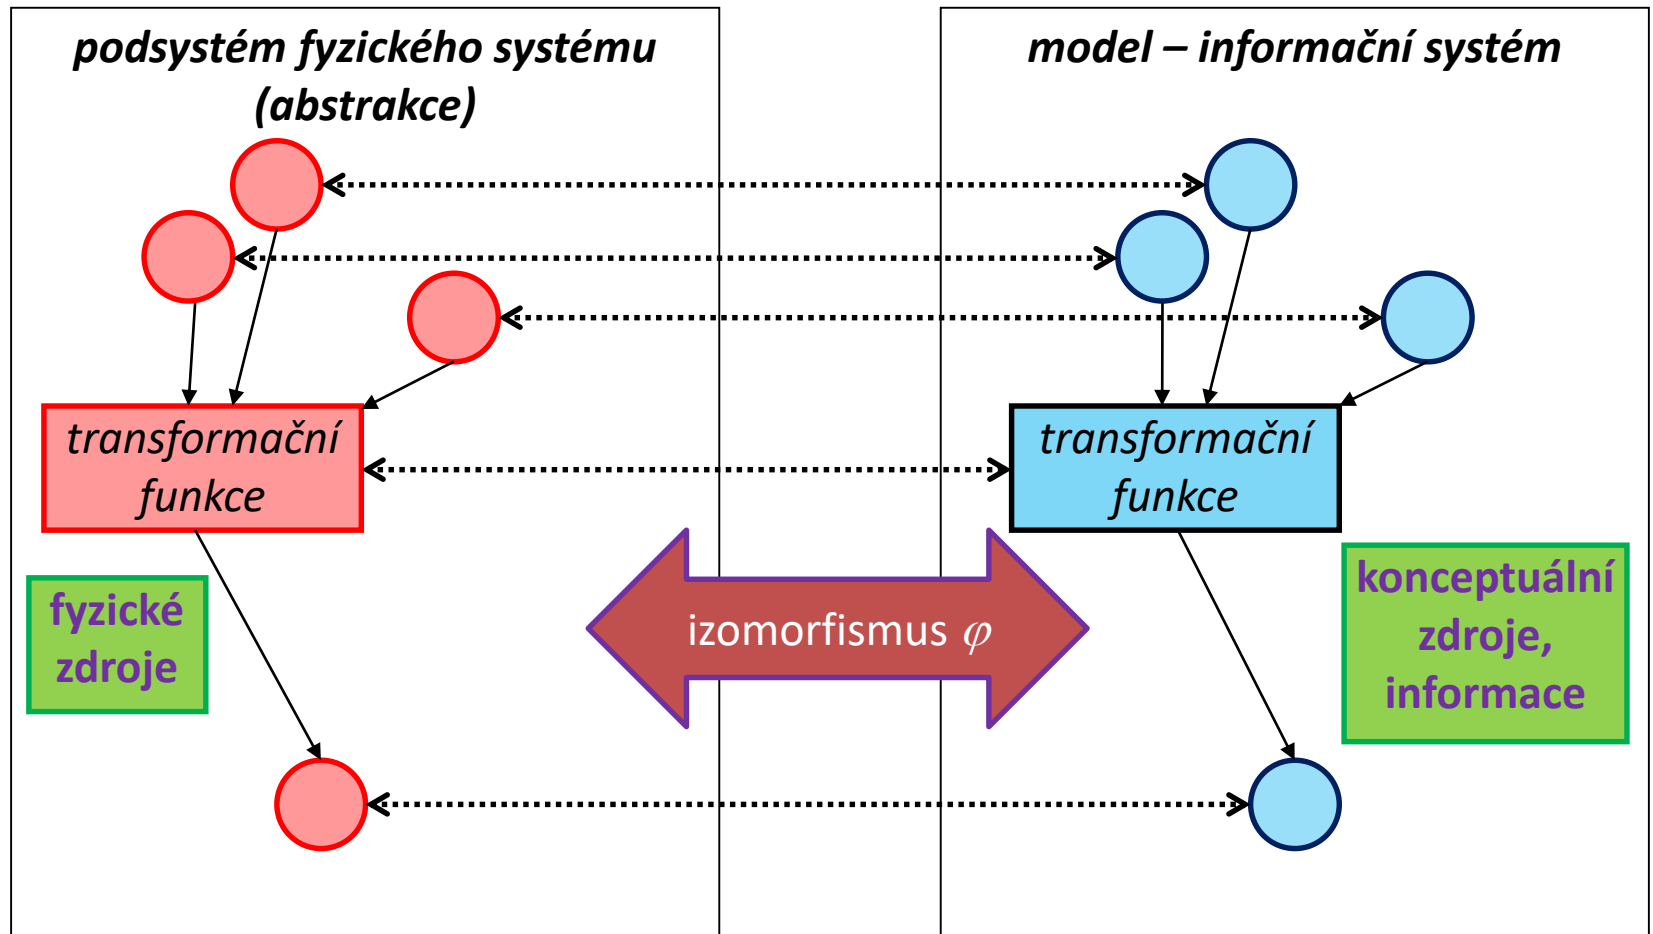 podsystém fyzického systému
(abstrakce)
model – informační systém
transformační
funkce
transformační
funkce
fyzické
zdroje
izomorfismus φ
konceptuální
zdroje,
informace